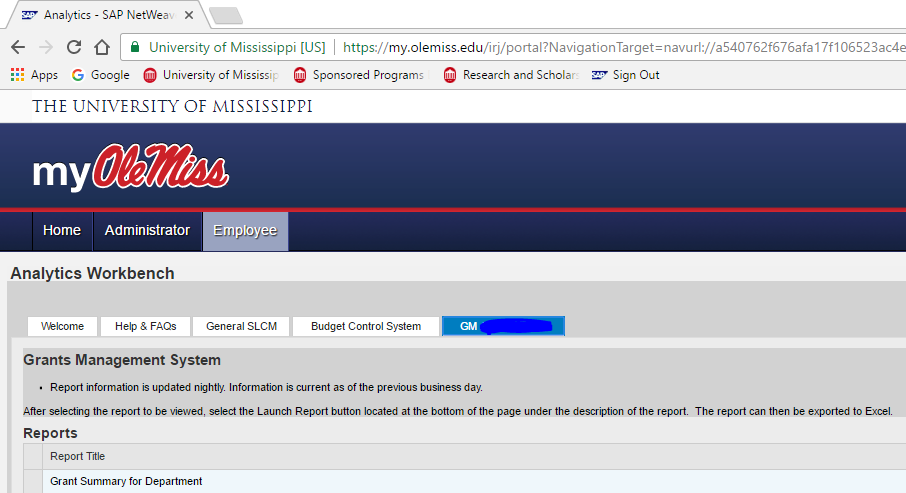 Analytics - SAP NetWeav
University of Mississippi [US] https://my.olemiss.edu/irj/portal?NavigationTarget=navurl://a540762f676afa17f106523ac4e
Apps Google University of Mississip Sponsored Programs Research and Scholars SAP Sign Out
THE UNIVERSITY OF MISSISSIPPI
my Ole Miss
Home Administrator Employee
Analytics Workbench
Welcome Help & FAQs General SLCM Budget Control System GM
Grants Management System
• Report information is updated nightly. Information is current as of the previous business day.
After selecting the report to be viewed, select the Launch Report button located at the bottom of the page under the description of the report. The report can then be exported to Excel.
Reports
Report Title
Grant Summary for Department